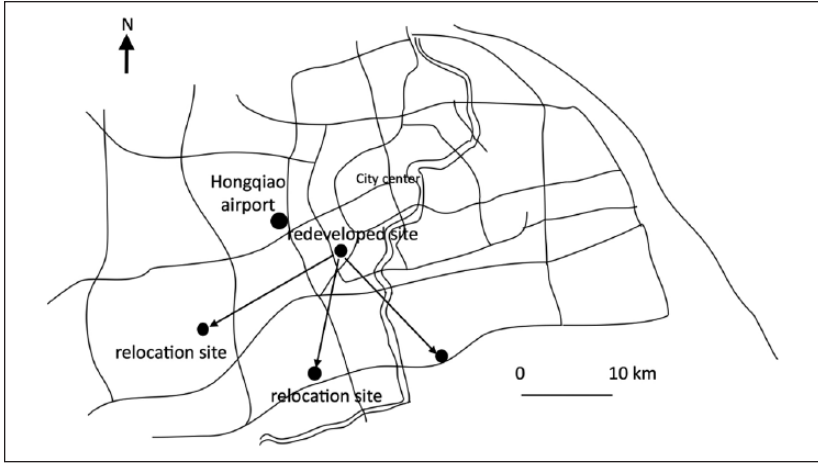 N
City center
Hongqiao
airport
redeveloped site
relocation site
relocation site
0 10 km